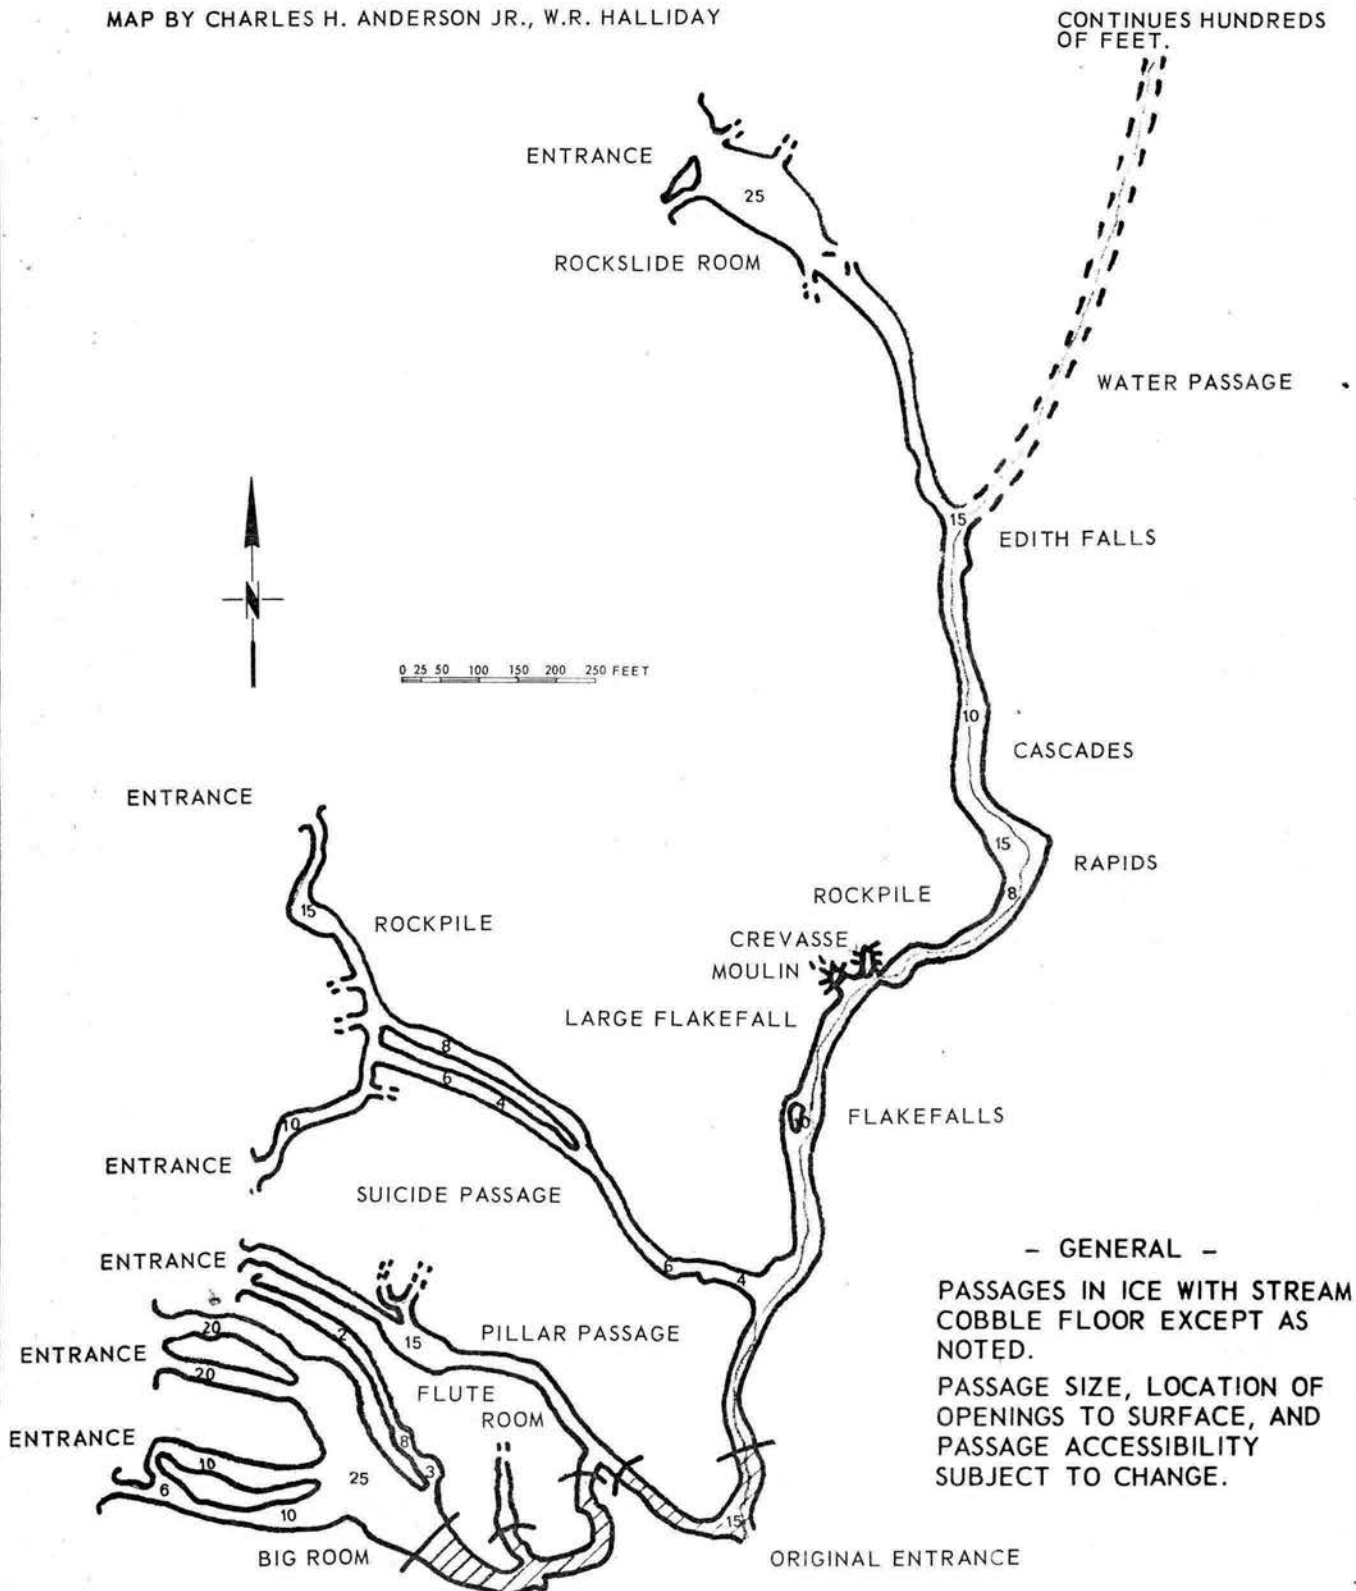 MAP BY CHARLES H. ANDERSON JR., W.R. HALLIDAY
CONTINUES HUNDREDS
OF FEET.
ENTRANCE
25
ROCKSLIDE ROOM
WATER PASSAGE
15
EDITH FALLS
N
0 25 50 100 150 200 250 FEET
10
CASCADES
ENTRANCE
15
RAPIDS
8
ROCKPILE
15
ROCKPILE
CREVASSE
MOULIN
LARGE FLAKEFALL
8
6
4
10
FLAKEFALLS
10
ENTRANCE
SUICIDE PASSAGE
6
4
ENTRANCE
- GENERAL -
PASSAGES IN ICE WITH STREAM
COBBLE FLOOR EXCEPT AS
NOTED.
PASSAGE SIZE, LOCATION OF
OPENINGS TO SURFACE, AND
PASSAGE ACCESSIBILITY
SUBJECT TO CHANGE.
20
2
15
PILLAR PASSAGE
ENTRANCE
20
FLUTE
ROOM
ENTRANCE
8
10
3
25
6
10
15
BIG ROOM
ORIGINAL ENTRANCE